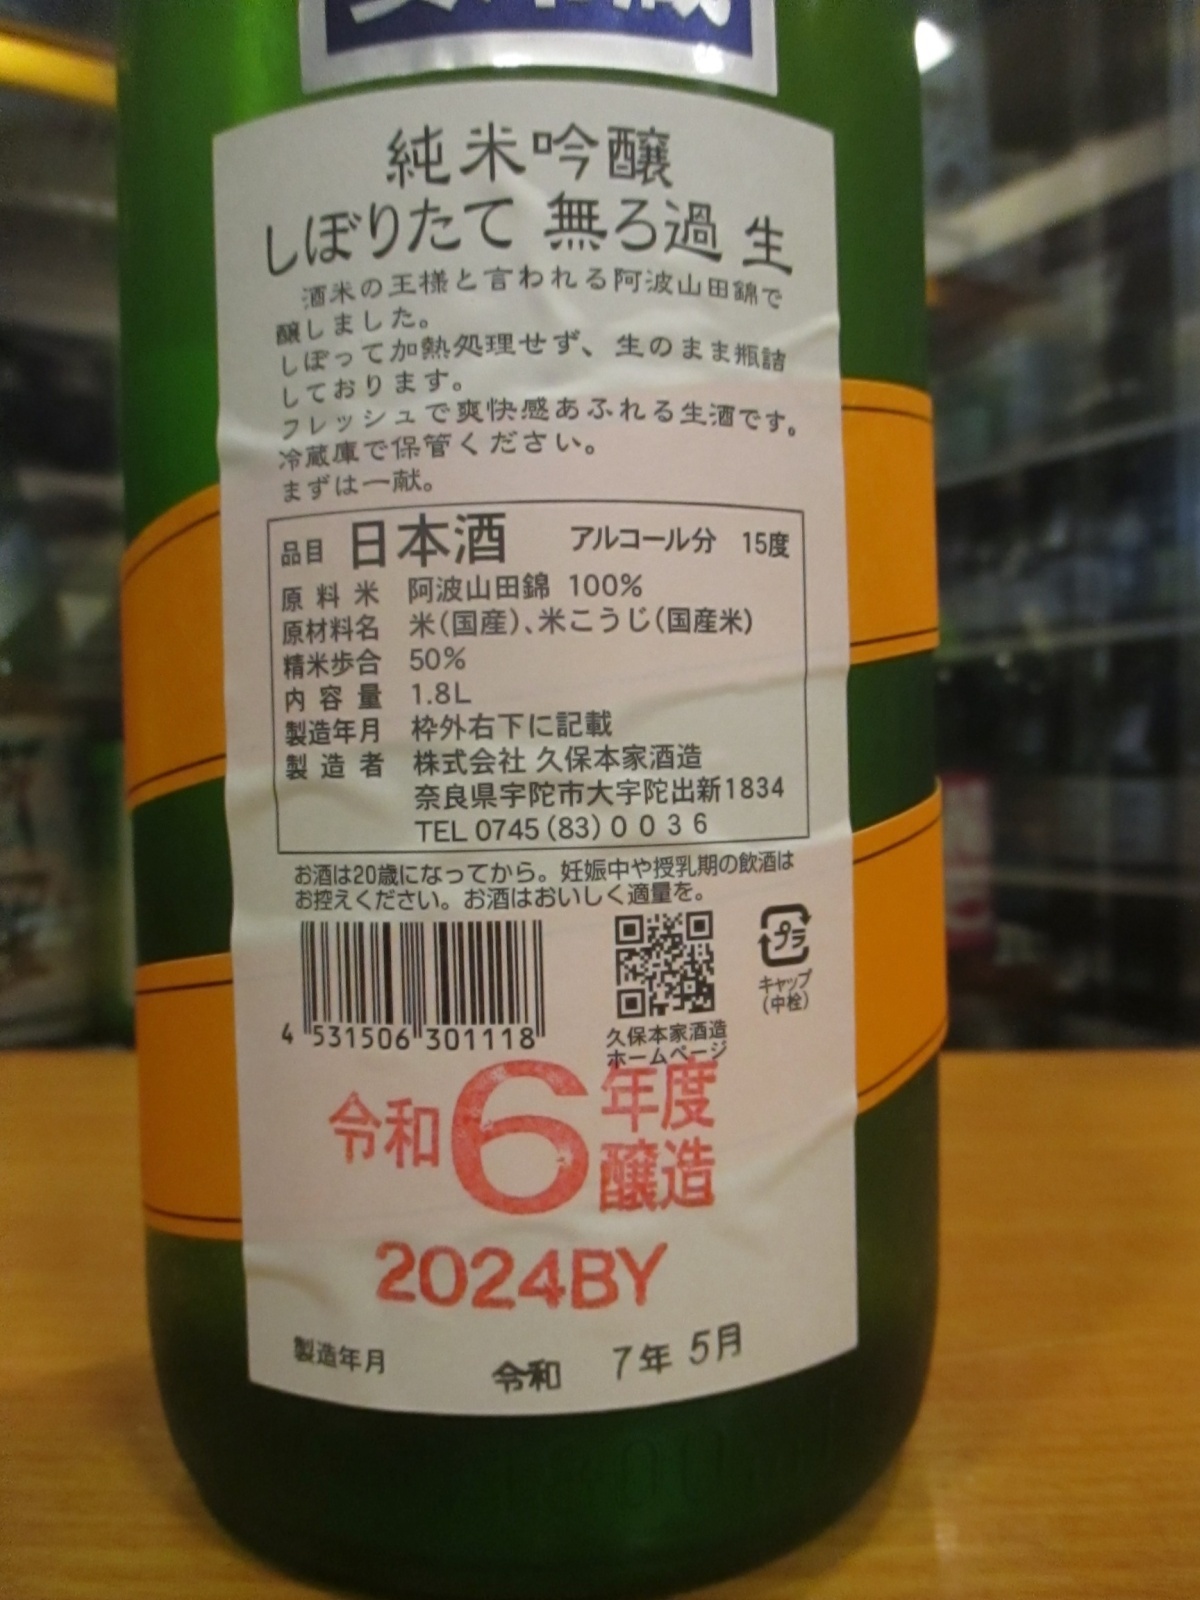 純米吟醸
しぼりたて 無ろ過 生
酒米の王様と言われる阿波山田錦で
醸しました。
しぼって加熱処理せず、生のまま瓶詰
しております。
フレッシュで爽快感あふれる生酒です。
冷蔵庫で保管ください。
まずは一献。
品目 日本酒 アルコール分 15度
原料米 阿波山田錦 100%
原材料名 米(国産)、米こうじ(国産米)
精米歩合 50%
内容量 1.8L
製造年月 枠外右下に記載
製造者 株式会社 久保本家酒造
奈良県宇陀市大宇陀出新1834
TEL 0745(83)0036
お酒は20歳になってから。妊娠中や授乳期の飲酒は
お控えください。お酒はおいしく適量を。
プラ
キャップ
(中栓)
4 531506 301118
久保本家酒造
ホームページ
令和6年度
醸造
2024BY
製造年月 令和 7年 5月